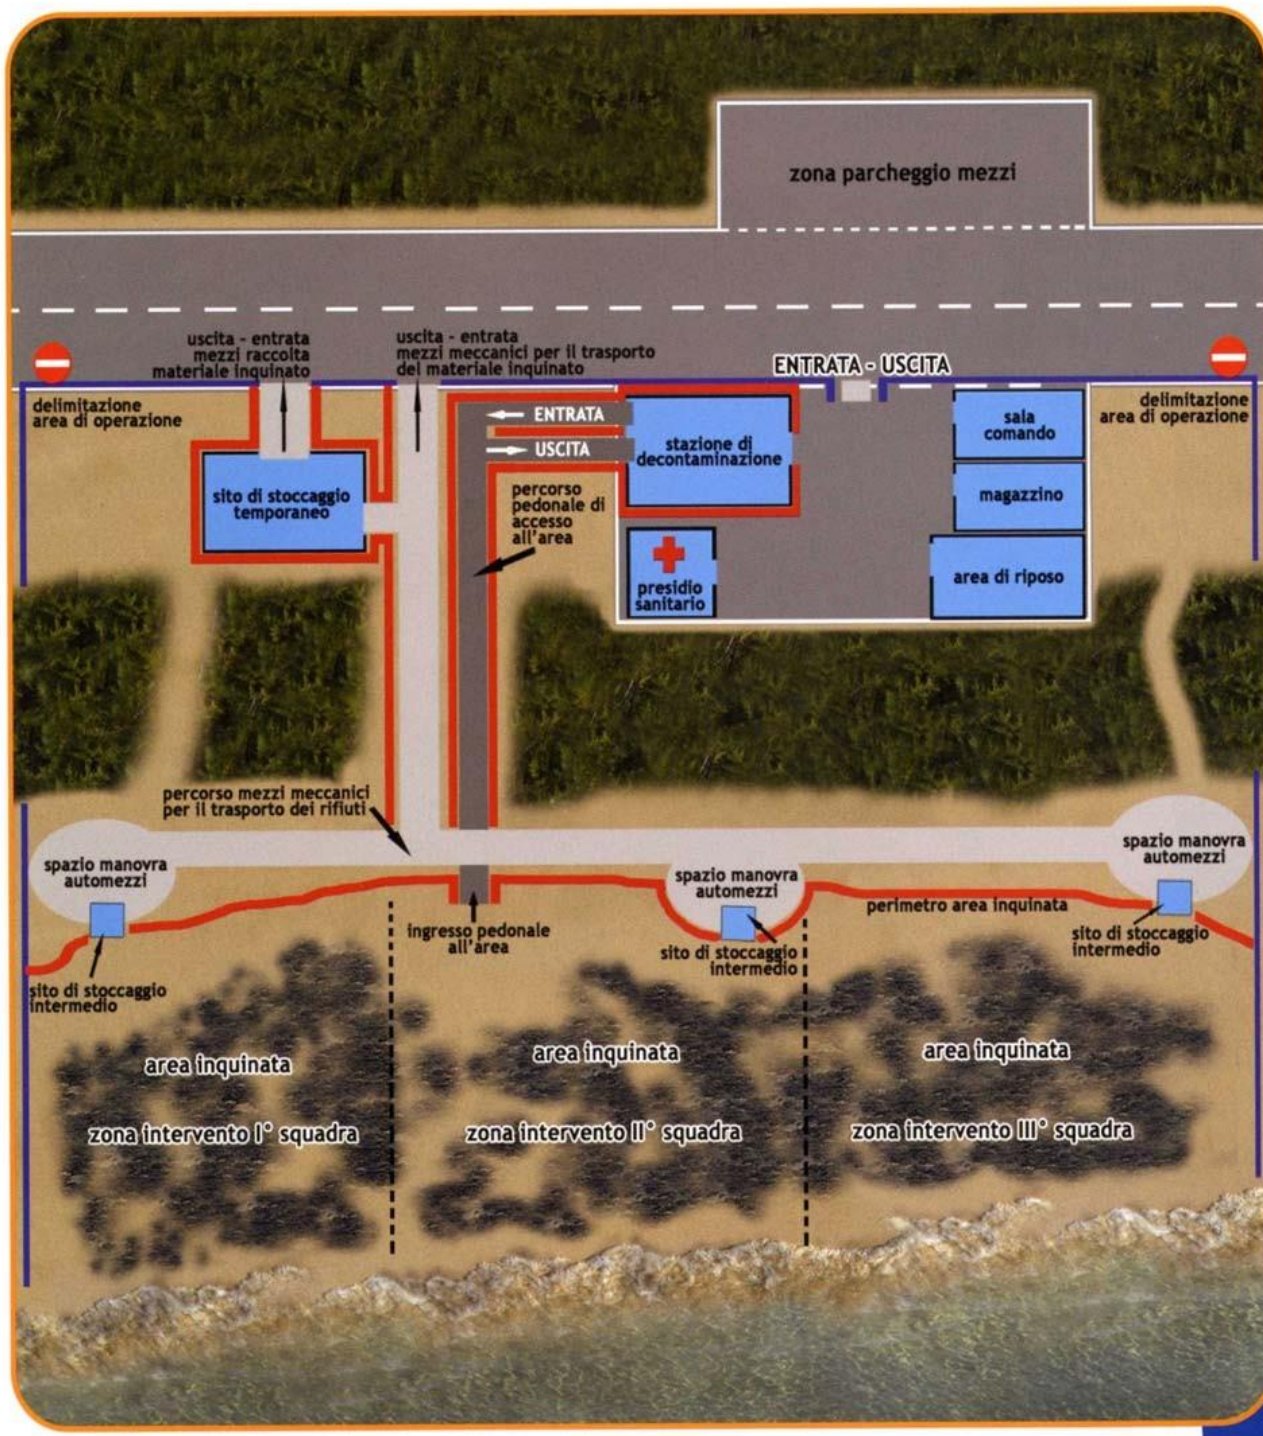 zona parcheggio mezzi
uscita - entrata
mezzi raccolta
materiale inquinato
uscita - entrata
mezzi meccanici per il trasporto
del materiale inquinato
ENTRATA - USCITA
delimitazione
area di operazione
delimitazione
area di operazione
ENTRATA
USCITA
stazione di
decontaminazione
sala
comando
magazzino
area di riposo
presidio
sanitario
sito di stoccaggio
temporaneo
percorso
pedonale di
accesso
all'area
percorso mezzi meccanici
per il trasporto dei rifiuti
spazio manovra
automezzi
spazio manovra
automezzi
spazio manovra
automezzi
perimetro area inquinata
ingresso pedonale
all'area
sito di stoccaggio
intermedio
sito di stoccaggio
intermedio
sito di stoccaggio
intermedio
area inquinata
area inquinata
area inquinata
zona intervento I° squadra
zona intervento II° squadra
zona intervento III° squadra